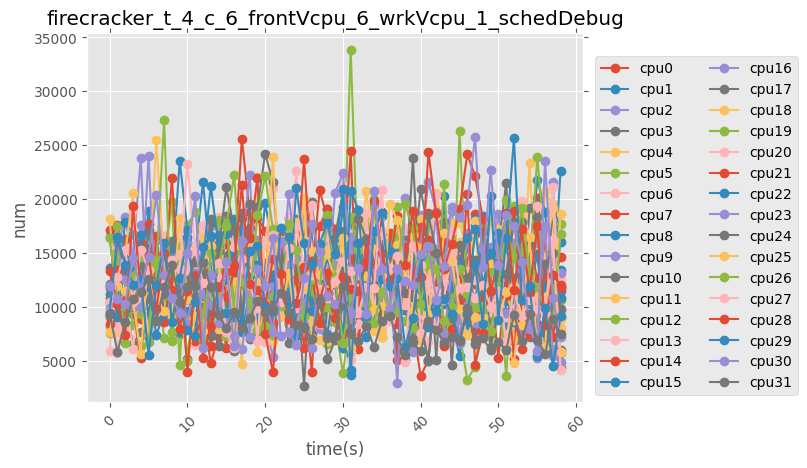 firecracker_t_4_c_6_frontVcpu_6_wrkVcpu_1_schedDebug
35000
30000
25000
20000
15000
10000
5000
num
0
10
20
30
40
50
60
time(s)
cpu0
cpu1
cpu2
cpu3
cpu4
cpu5
cpu6
cpu7
cpu8
cpu9
cpu10
cpu11
cpu12
cpu13
cpu14
cpu15
cpu16
cpu17
cpu18
cpu19
cpu20
cpu21
cpu22
cpu23
cpu24
cpu25
cpu26
cpu27
cpu28
cpu29
cpu30
cpu31